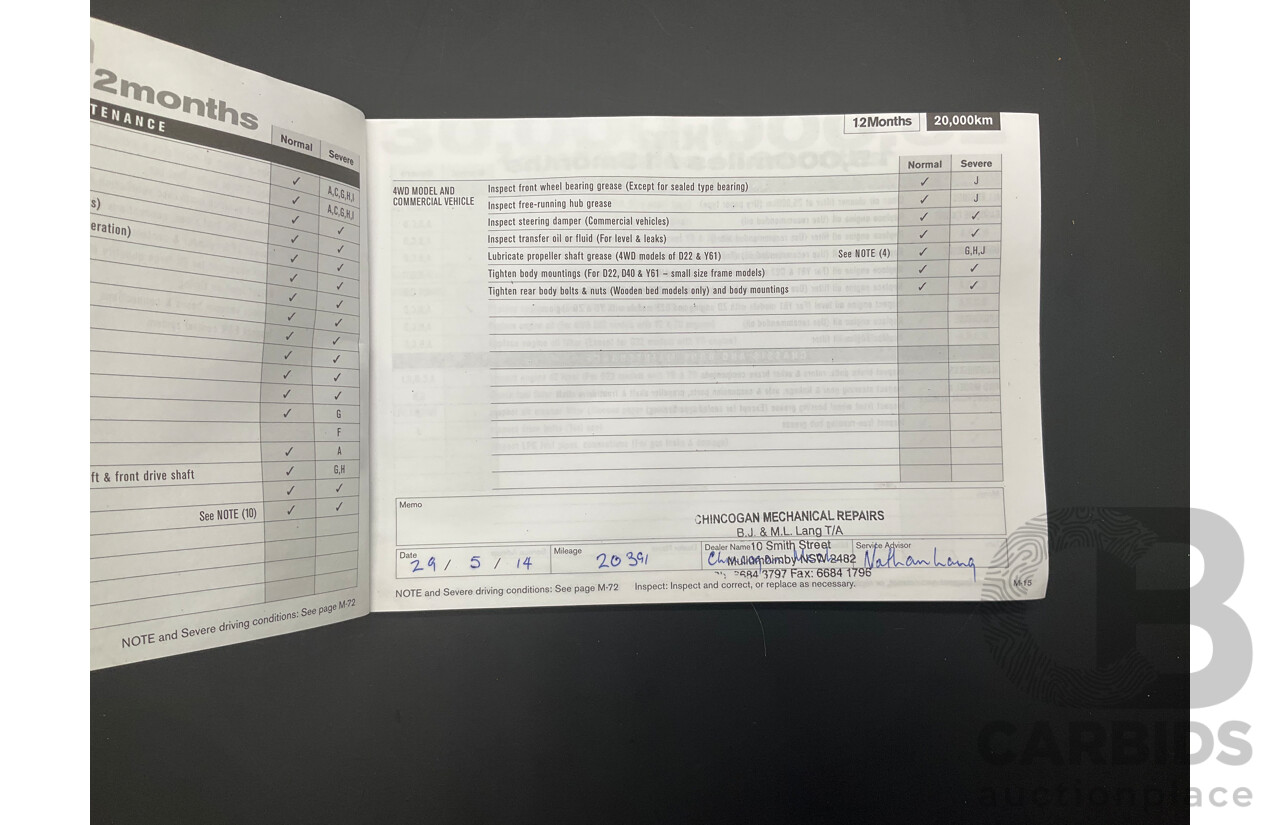 2months
TENANCE
Normal Severe
✓ A,C,G,H,I
s) ✓ A,C,G,H,I
eration) ✓ ✓
✓ ✓
✓ ✓
✓ ✓
✓ ✓
✓ ✓
✓ ✓
✓ ✓
✓ ✓
✓ ✓
✓ G
F
✓ A
ft & front drive shaft ✓ G,H
✓ ✓
See NOTE (10) ✓ ✓
NOTE and Severe driving conditions: See page M-72
12Months 20,000km
Normal Severe
4WD MODEL AND
COMMERCIAL VEHICLE
Inspect front wheel bearing grease (Except for sealed type bearing) ✓ J
Inspect free-running hub grease ✓ J
Inspect steering damper (Commercial vehicles) ✓ ✓
Inspect transfer oil or fluid (For level & leaks) ✓ ✓
Lubricate propeller shaft grease (4WD models of D22 & Y61) See NOTE (4) ✓ G,H,J
Tighten body mountings (For D22, D40 & Y61 – small size frame models) ✓ ✓
Tighten rear body bolts & nuts (Wooden bed models only) and body mountings ✓ ✓
Memo
CHINCOGAN MECHANICAL REPAIRS
B.J. & M.L. Lang T/A
10 Smith Street
Mullumbimby NSW 2482
6684 3797 Fax: 6684 1796
Date 29 / 5 / 14
Mileage 20391
Dealer Name
Service Advisor Nathan Lang
NOTE and Severe driving conditions: See page M-72 Inspect: Inspect and correct, or replace as necessary.
M-15
CB
CARBIDS
auctionplace